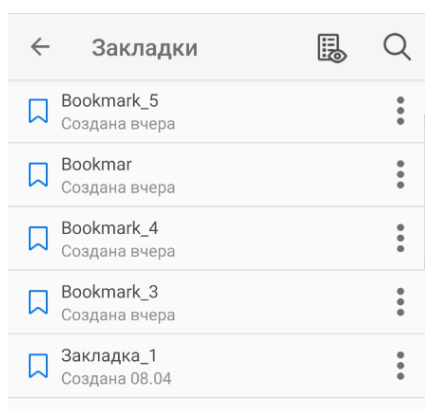 Закладки
Bookmark_5
Создана вчера
Bookmar
Создана вчера
Bookmark_4
Создана вчера
Bookmark_3
Создана вчера
Закладка_1
Создана 08.04